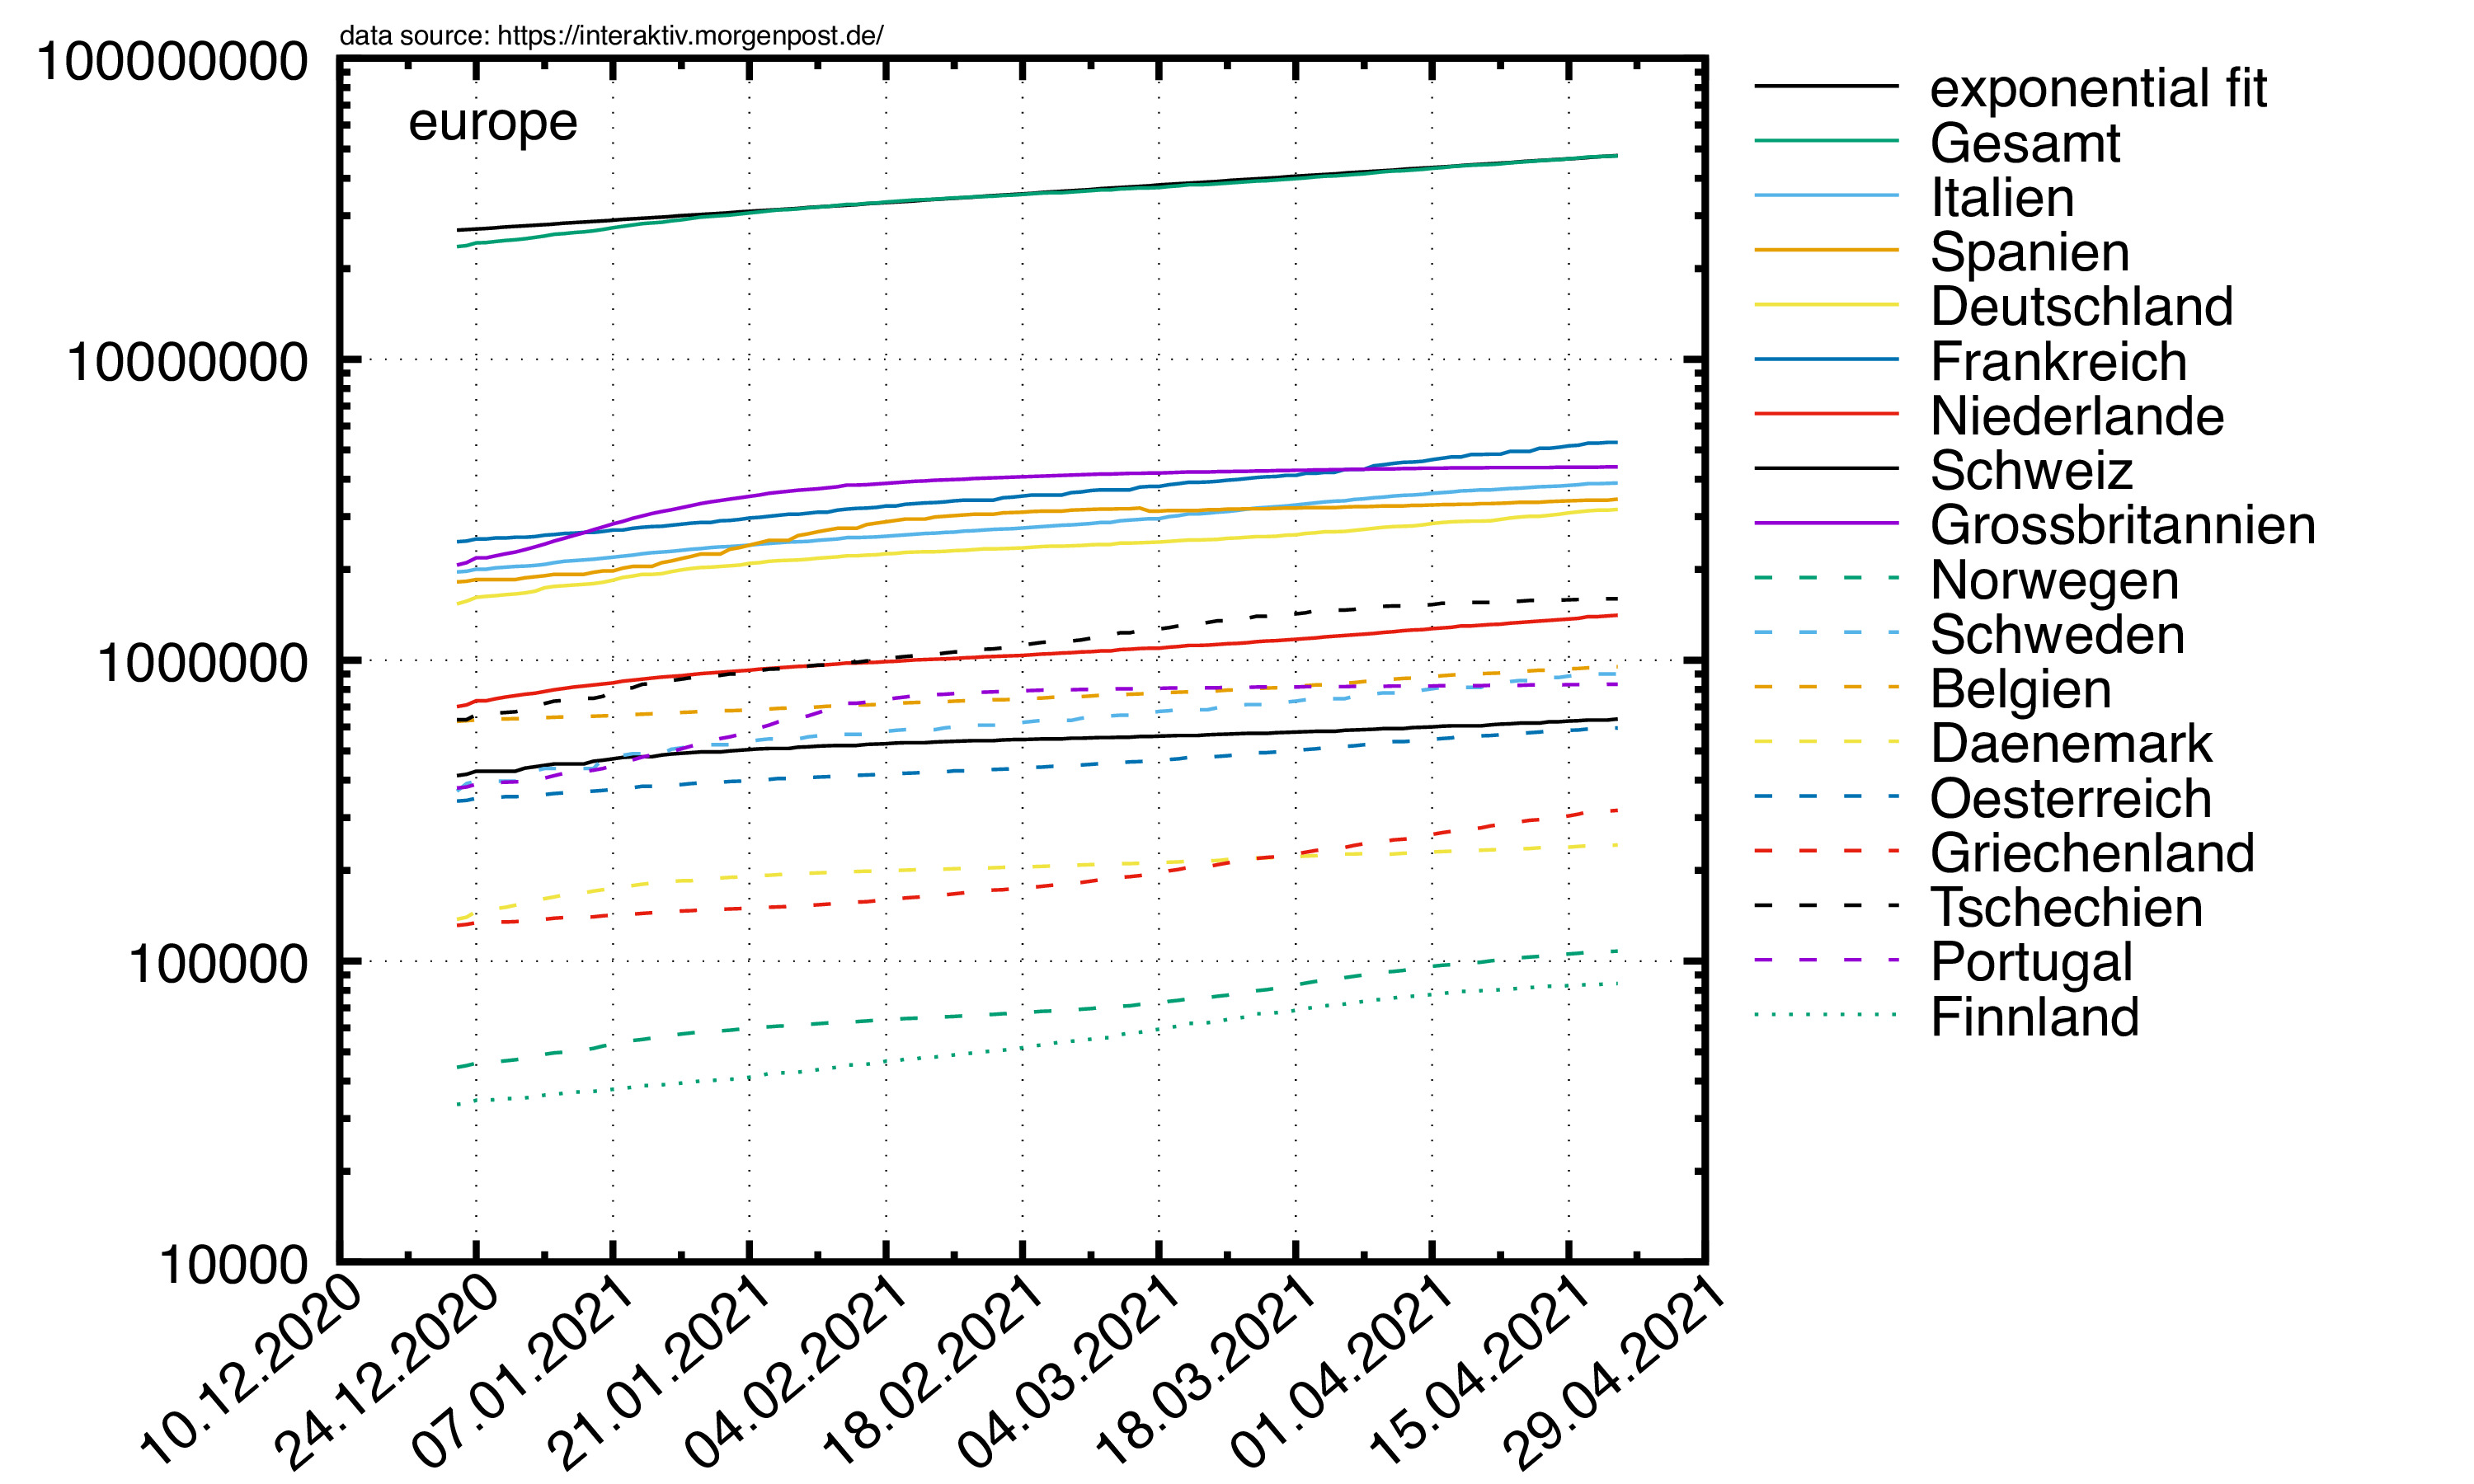 data source: https://interaktiv.morgenpost.de/
100000000
10000000
1000000
100000
10000
europe
exponential fit
Gesamt
Italien
Spanien
Deutschland
Frankreich
Niederlande
Schweiz
Grossbritannien
Norwegen
Schweden
Belgien
Daenemark
Oesterreich
Griechenland
Tschechien
Portugal
Finnland
10.12.2020
24.12.2020
07.01.2021
21.01.2021
04.02.2021
18.02.2021
04.03.2021
18.03.2021
01.04.2021
15.04.2021
29.04.2021